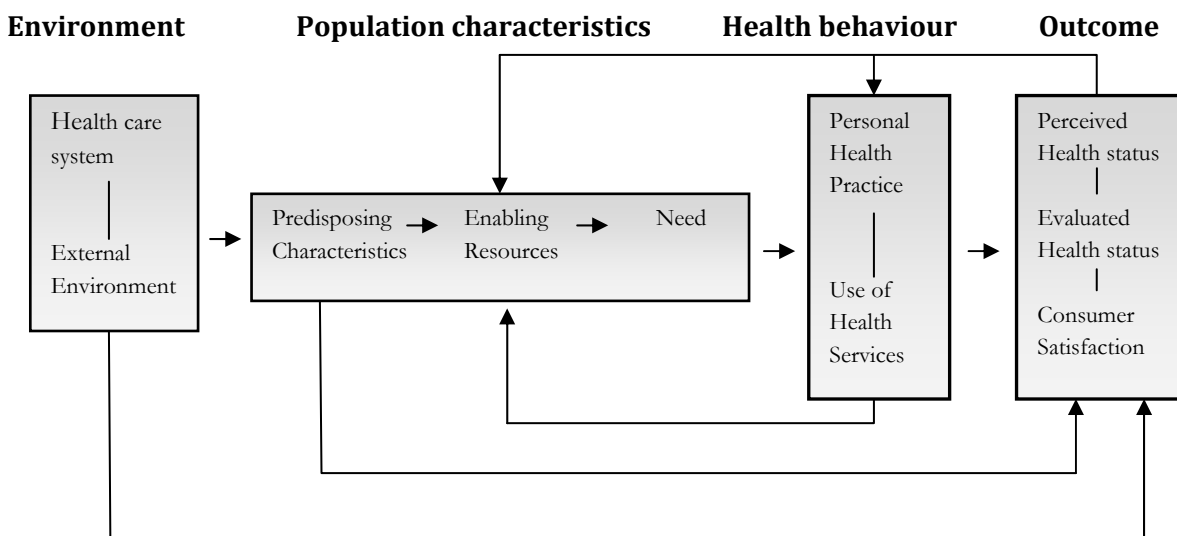 Environment
Population characteristics
Health behaviour
Outcome
Health care
system
External
Environment
Predisposing
Characteristics
Enabling
Resources
Need
Personal
Health
Practice
Use of
Health
Services
Perceived
Health status
Evaluated
Health status
Consumer
Satisfaction